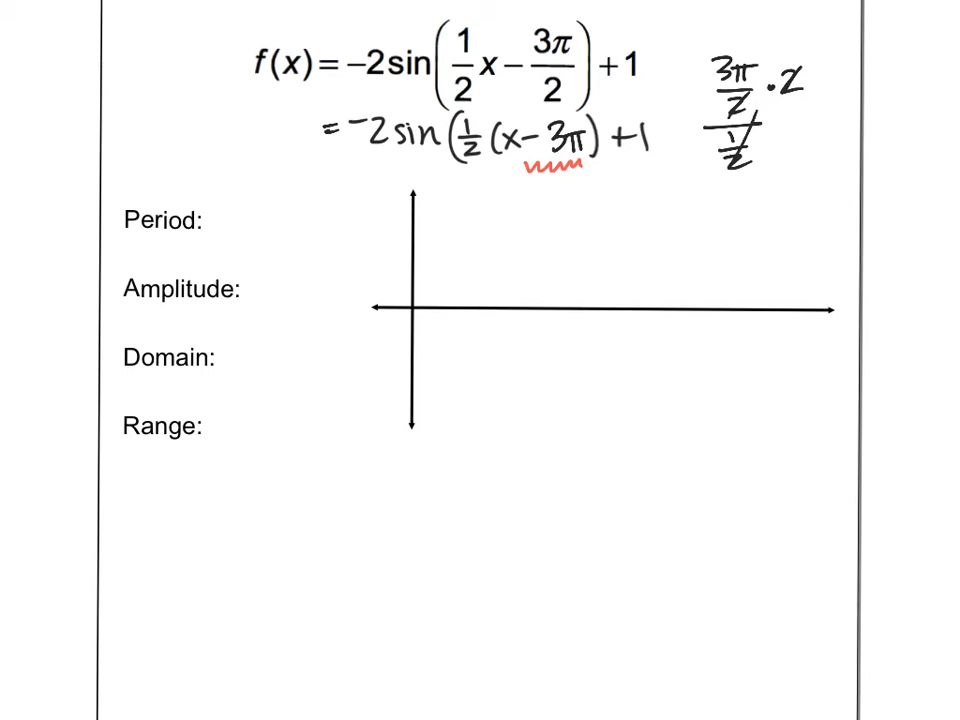 f(x) = −2sin(1/2 x − 3π/2) + 1
= -2 sin (1/2 (x - 3π) + 1
3π/2 · 2
1/2
Period:
Amplitude:
Domain:
Range: